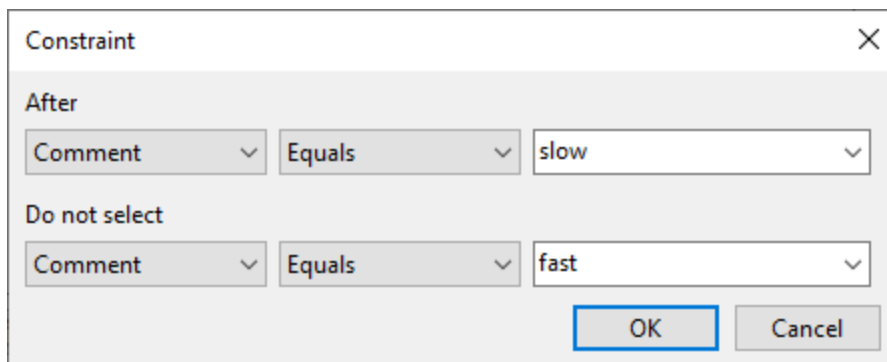 Constraint
After
Comment Equals slow
Do not select
Comment Equals fast
OK Cancel